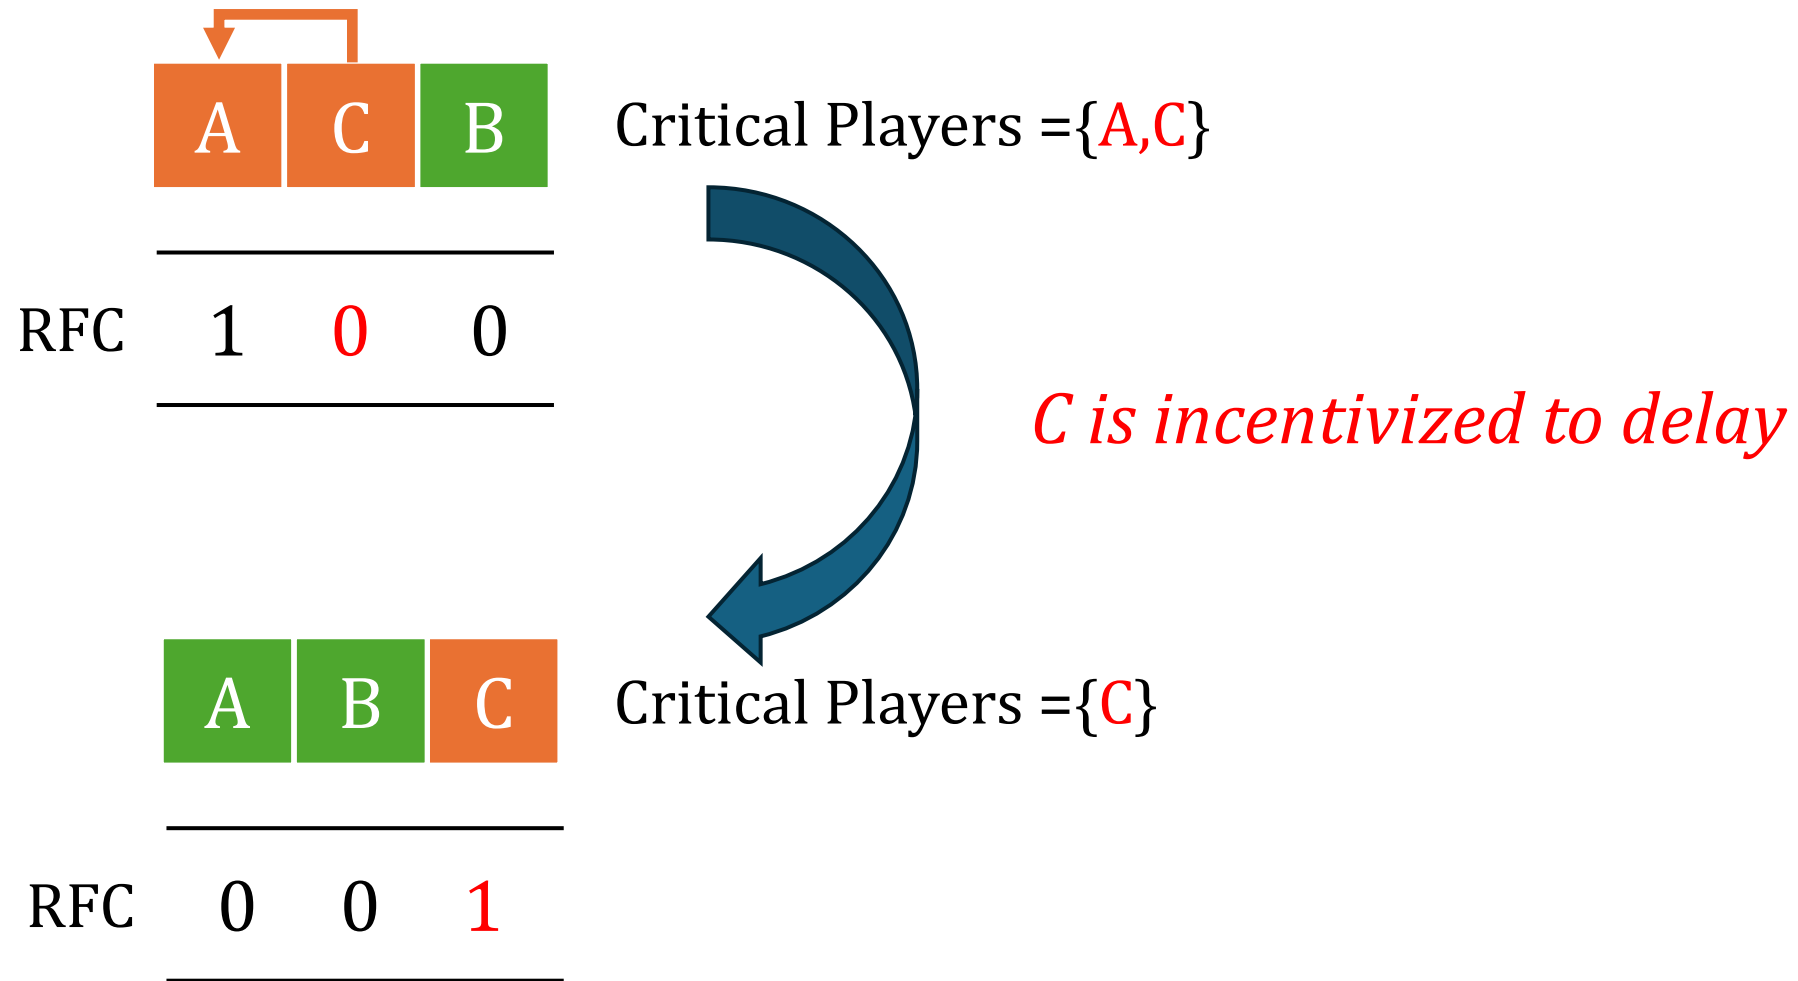 A C B
Critical Players ={A,C}
RFC 1 0 0
C is incentivized to delay
A B C
Critical Players ={C}
RFC 0 0 1